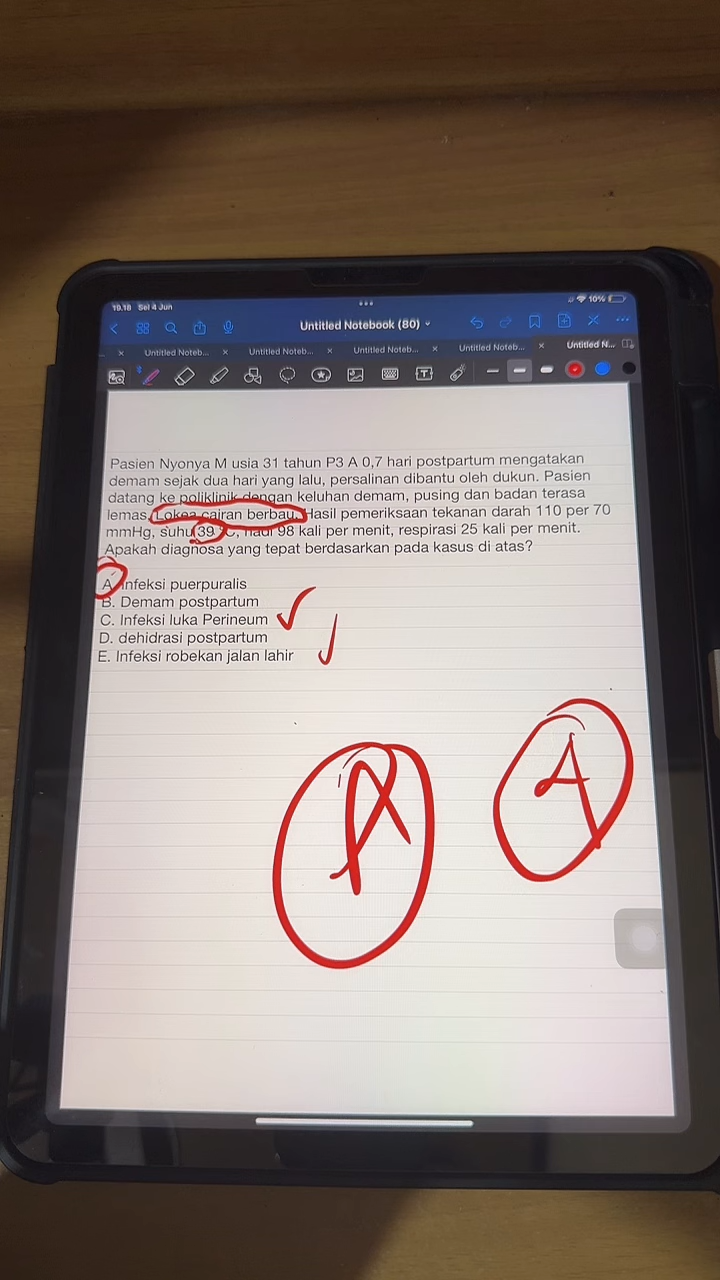 19.18 Sel 4 Jun
10%
Untitled Notebook (80)
Untitled Noteb...
Untitled Noteb...
Untitled Noteb...
Untitled Noteb...
Untitled N...
Pasien Nyonya M usia 31 tahun P3 A 0,7 hari postpartum mengatakan
demam sejak dua hari yang lalu, persalinan dibantu oleh dukun. Pasien
datang ke poliklinik dengan keluhan demam, pusing dan badan terasa
lemas. Lokea cairan berbau. Hasil pemeriksaan tekanan darah 110 per 70
mmHg, suhu 39 °C, nadi 98 kali per menit, respirasi 25 kali per menit.
Apakah diagnosa yang tepat berdasarkan pada kasus di atas?
A. Infeksi puerpuralis
B. Demam postpartum
C. Infeksi luka Perineum
D. dehidrasi postpartum
E. Infeksi robekan jalan lahir
A
A